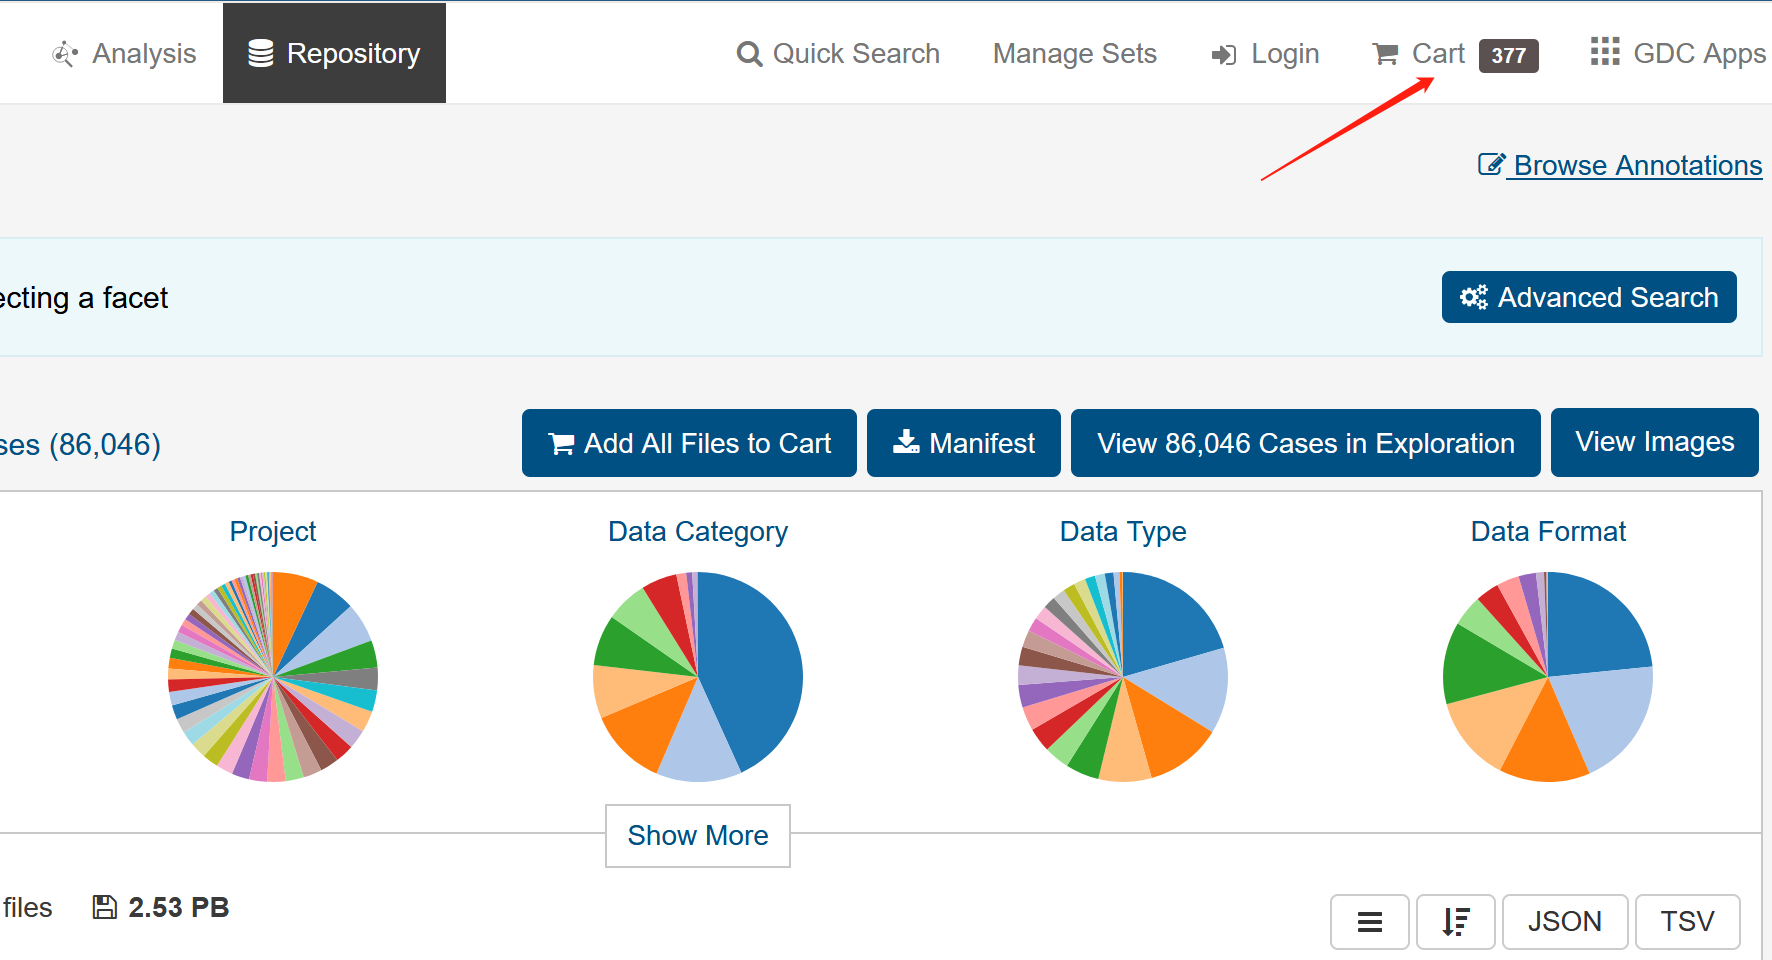 Analysis Repository Quick Search Manage Sets Login Cart 377 GDC Apps
Browse Annotations
ecting a facet Advanced Search
ses (86,046) Add All Files to Cart Manifest View 86,046 Cases in Exploration View Images
Project Data Category Data Type Data Format
Show More
files 2.53 PB JSON TSV